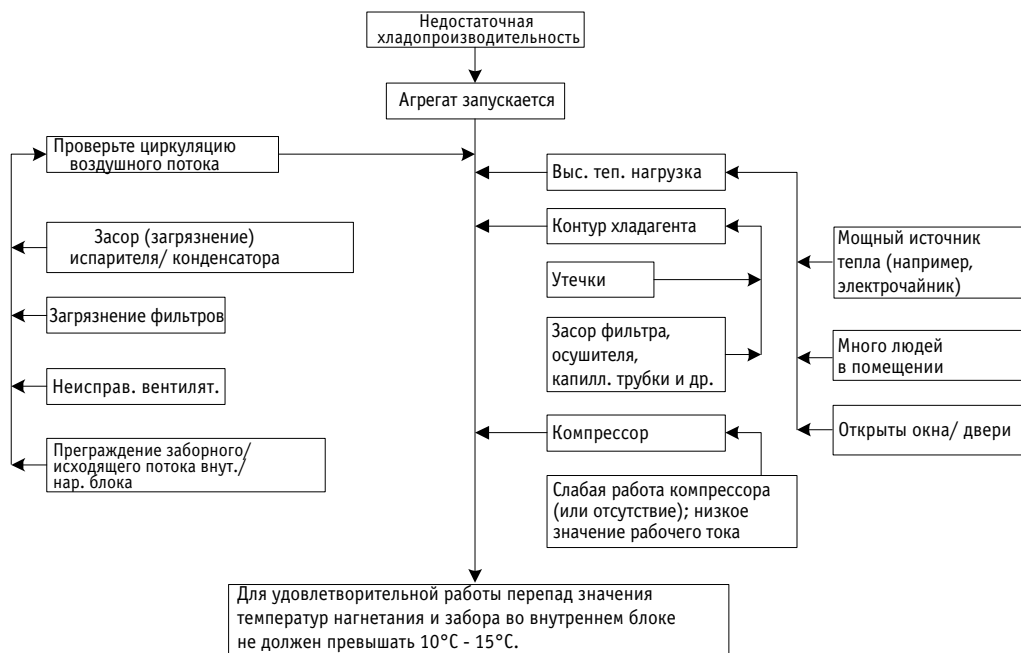 Недостаточная
хладопроизводительность
Агрегат запускается
Проверьте циркуляцию
воздушного потока
Выс. теп. нагрузка
Засор (загрязнение)
испарителя/ конденсатора
Контур хладагента
Мощный источник
тепла (например,
электрочайник)
Утечки
Загрязнение фильтров
Засор фильтра,
осушителя,
капилл. трубки и др.
Много людей
в помещении
Неисправ. вентилят.
Компрессор
Открыты окна/ двери
Преграждение заборного/
исходящего потока внут./
нар. блока
Слабая работа компрессора
(или отсутствие); низкое
значение рабочего тока
Для удовлетворительной работы перепад значения
температур нагнетания и забора во внутреннем блоке
не должен превышать 10°C - 15°C.